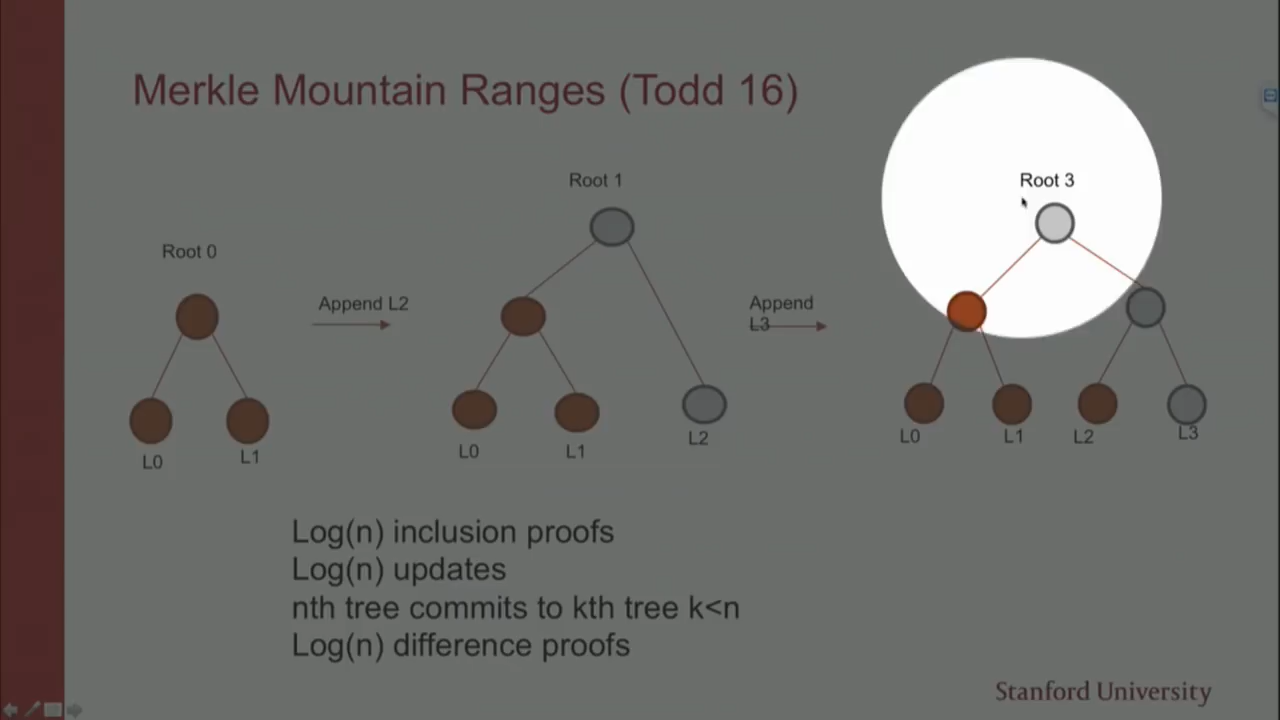 Merkle Mountain Ranges (Todd 16)
Root 0
L0
L1
Append L2
Root 1
L0
L1
L2
Append
L3
Root 3
L0
L1
L2
L3
Log(n) inclusion proofs
Log(n) updates
nth tree commits to kth tree k<n
Log(n) difference proofs
Stanford University